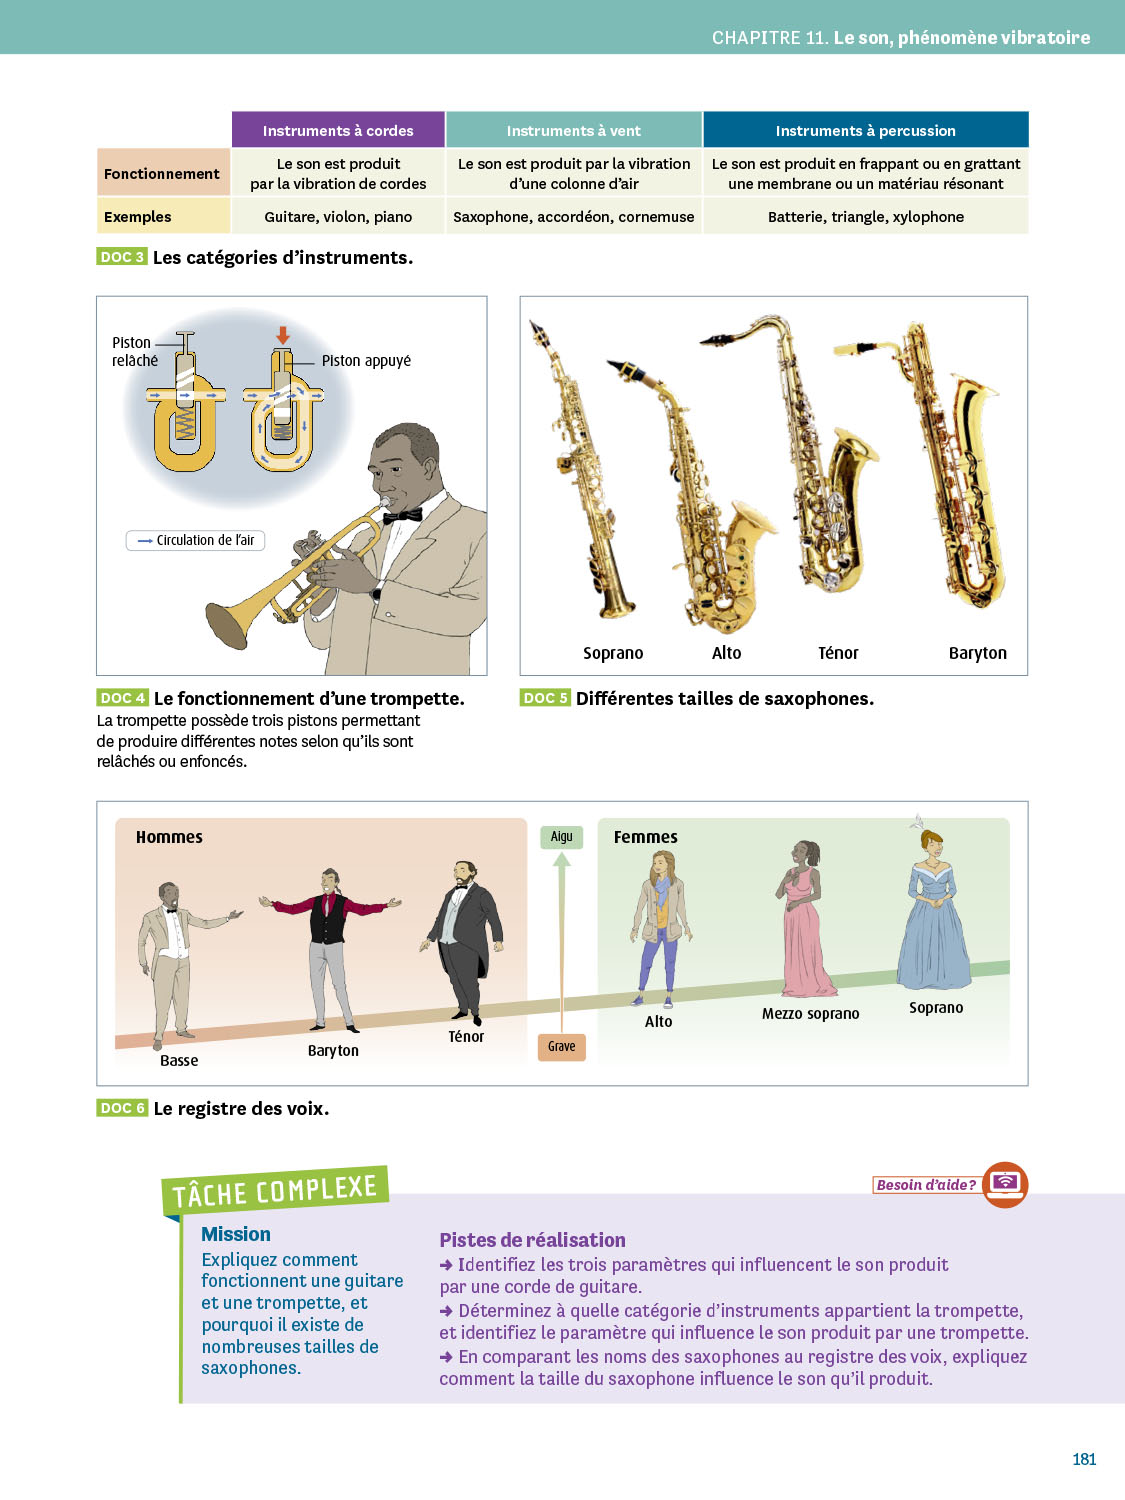 CHAPITRE 11. Le son, phénomène vibratoire
Instruments à cordes
Instruments à vent
Instruments à percussion
Fonctionnement
Le son est produit
par la vibration de cordes
Le son est produit par la vibration
d'une colonne d'air
Le son est produit en frappant ou en grattant
une membrane ou un matériau résonant
Exemples
Guitare, violon, piano
Saxophone, accordéon, cornemuse
Batterie, triangle, xylophone
DOC 3 Les catégories d'instruments.
Piston
relâché
Piston appuyé
Circulation de l'air
Soprano
Alto
Ténor
Baryton
DOC 4 Le fonctionnement d'une trompette.
La trompette possède trois pistons permettant
de produire différentes notes selon qu'ils sont
relâchés ou enfoncés.
DOC 5 Différentes tailles de saxophones.
Hommes
Aigu
Femmes
Basse
Baryton
Ténor
Grave
Alto
Mezzo soprano
Soprano
DOC 6 Le registre des voix.
TÂCHE COMPLEXE
Besoin d'aide?
Mission
Expliquez comment
fonctionnent une guitare
et une trompette, et
pourquoi il existe de
nombreuses tailles de
saxophones.
Pistes de réalisation
➜ Identifiez les trois paramètres qui influencent le son produit
par une corde de guitare.
➜ Déterminez à quelle catégorie d'instruments appartient la trompette,
et identifiez le paramètre qui influence le son produit par une trompette.
➜ En comparant les noms des saxophones au registre des voix, expliquez
comment la taille du saxophone influence le son qu'il produit.
181